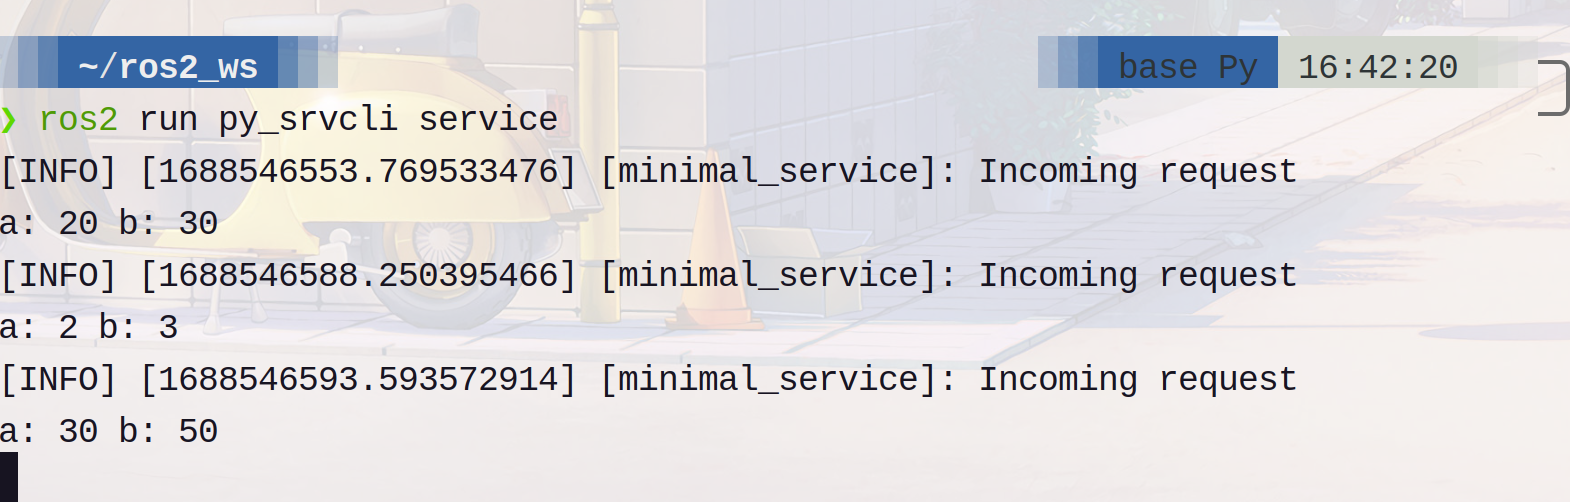 ~/ros2_ws base Py 16:42:20
❯ ros2 run py_srvcli service
[INFO] [1688546553.769533476] [minimal_service]: Incoming request
a: 20 b: 30
[INFO] [1688546588.250395466] [minimal_service]: Incoming request
a: 2 b: 3
[INFO] [1688546593.593572914] [minimal_service]: Incoming request
a: 30 b: 50